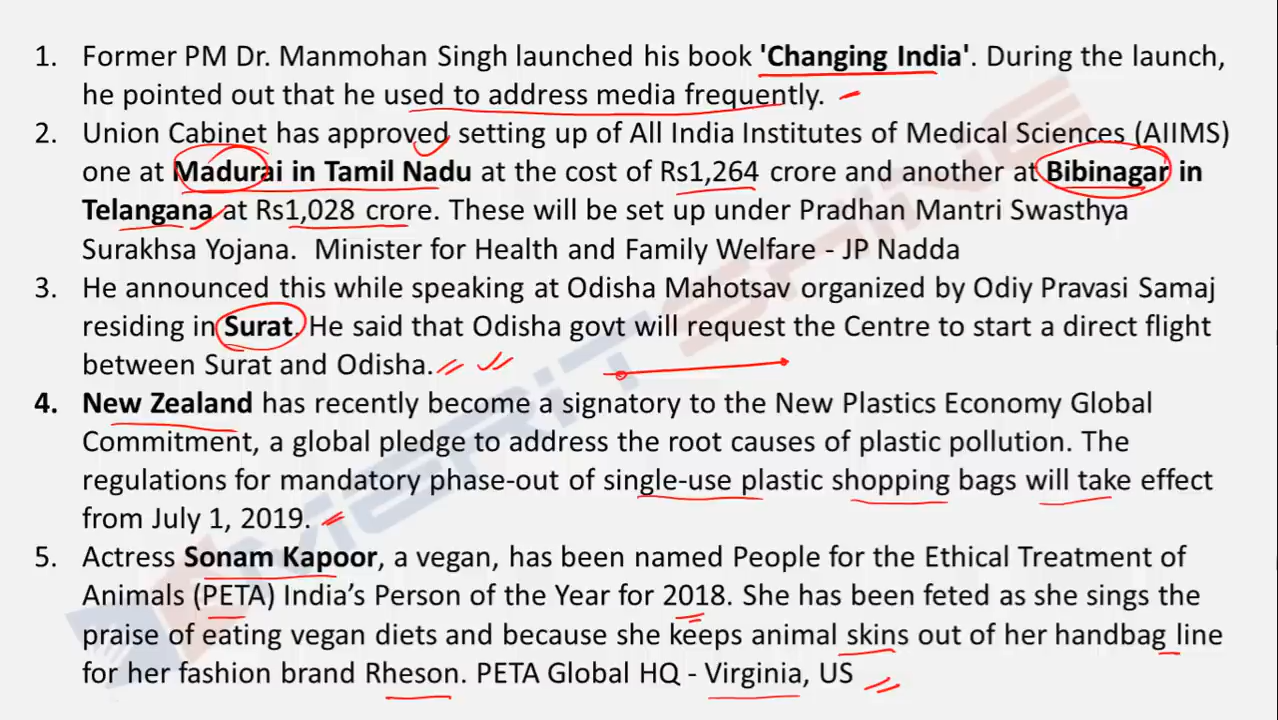 1. Former PM Dr. Manmohan Singh launched his book 'Changing India'. During the launch,
he pointed out that he used to address media frequently.
2. Union Cabinet has approved setting up of All India Institutes of Medical Sciences (AIIMS)
one at Madurai in Tamil Nadu at the cost of Rs1,264 crore and another at Bibinagar in
Telangana at Rs1,028 crore. These will be set up under Pradhan Mantri Swasthya
Surakhsa Yojana. Minister for Health and Family Welfare - JP Nadda
3. He announced this while speaking at Odisha Mahotsav organized by Odiy Pravasi Samaj
residing in Surat. He said that Odisha govt will request the Centre to start a direct flight
between Surat and Odisha.
4. New Zealand has recently become a signatory to the New Plastics Economy Global
Commitment, a global pledge to address the root causes of plastic pollution. The
regulations for mandatory phase-out of single-use plastic shopping bags will take effect
from July 1, 2019.
5. Actress Sonam Kapoor, a vegan, has been named People for the Ethical Treatment of
Animals (PETA) India's Person of the Year for 2018. She has been feted as she sings the
praise of eating vegan diets and because she keeps animal skins out of her handbag line
for her fashion brand Rheson. PETA Global HQ - Virginia, US